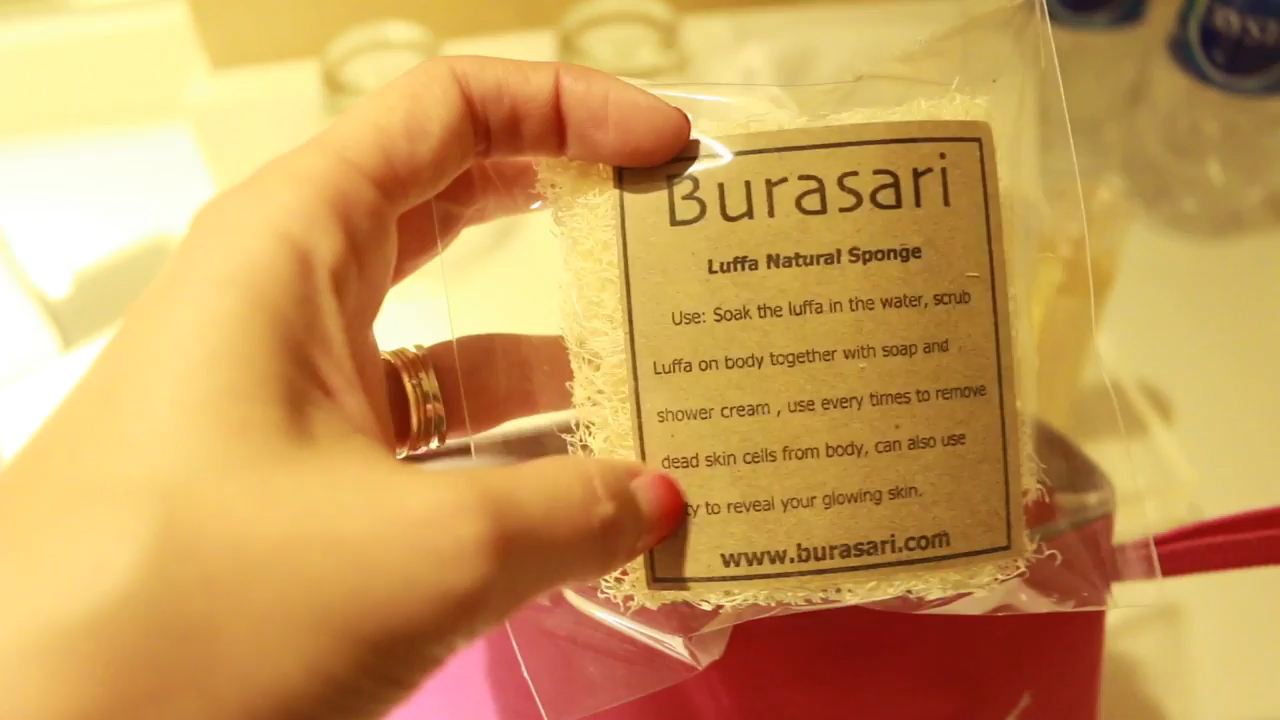 Burasari
Luffa Natural Sponge
Use: Soak the luffa in the water, scrub
Luffa on body together with soap and
shower cream , use every times to remove
dead skin cells from body, can also use
to reveal your glowing skin.
www.burasari.com